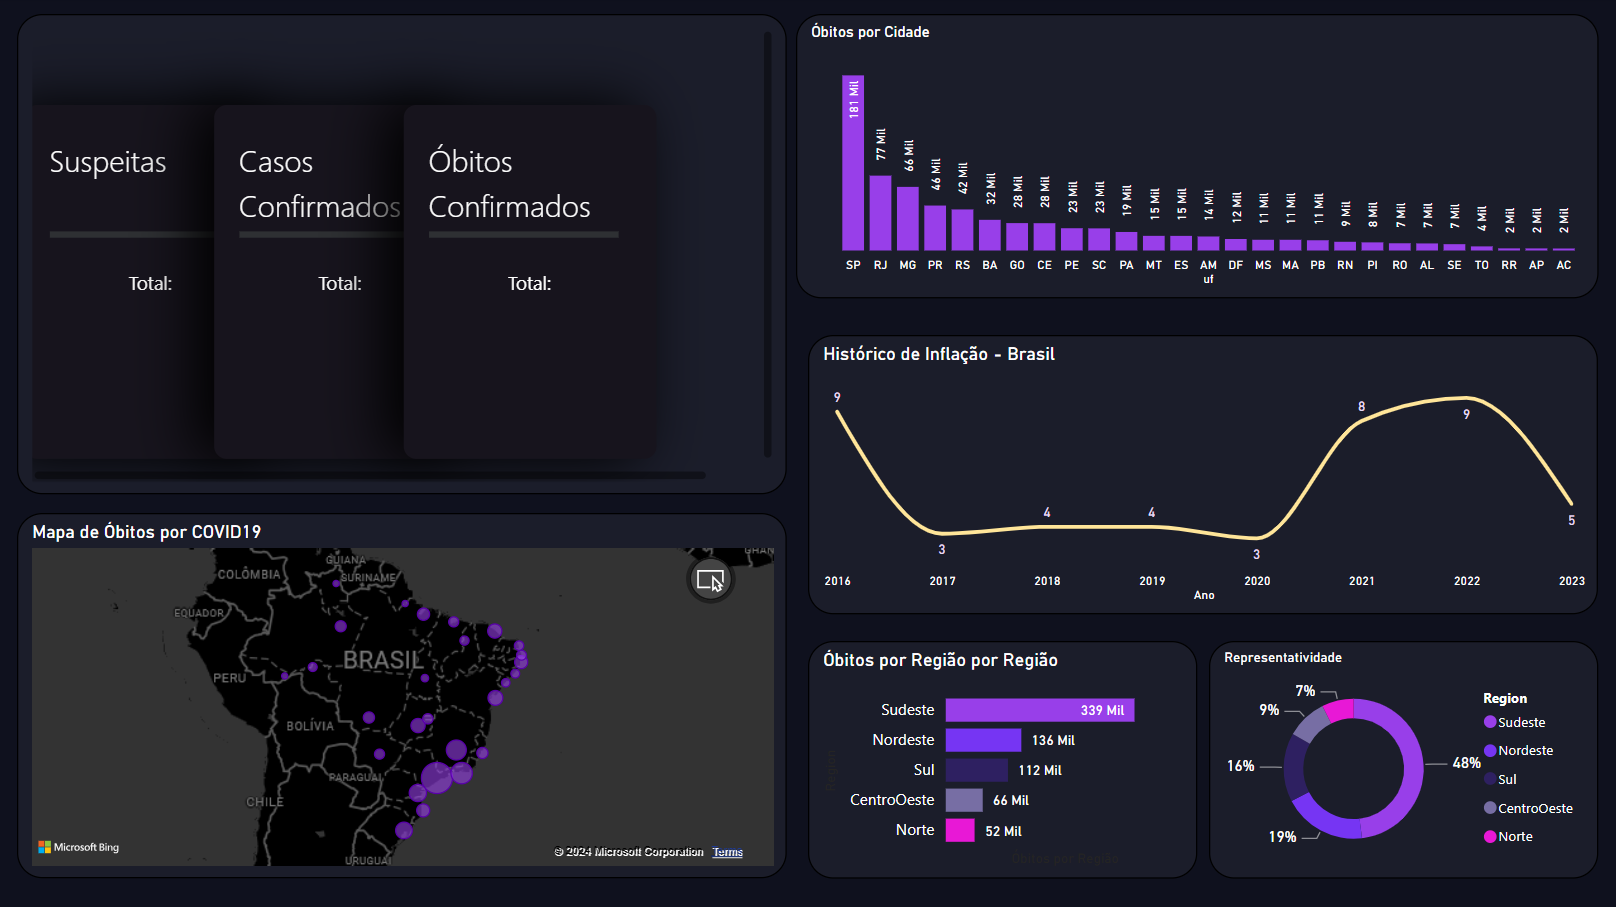 Suspeitas
Casos
Confirmados
Óbitos
Confirmados
Total:
Total:
Total:
Óbitos por Cidade
181 Mil
77 Mil
66 Mil
46 Mil
42 Mil
32 Mil
28 Mil
28 Mil
23 Mil
23 Mil
19 Mil
15 Mil
15 Mil
14 Mil
12 Mil
11 Mil
11 Mil
11 Mil
9 Mil
8 Mil
7 Mil
7 Mil
7 Mil
4 Mil
2 Mil
2 Mil
2 Mil
SP RJ MG PR RS BA GO CE PE SC PA MT ES AM DF MS MA PB RN PI RO AL SE TO RR AP AC
uf
Histórico de Inflação - Brasil
9
3
4
4
3
8
9
5
2016 2017 2018 2019 2020 2021 2022 2023
Ano
Mapa de Óbitos por COVID19
GUIANA
COLÔMBIA
SURINAME
EQUADOR
BRASIL
PERU
BOLÍVIA
PARAGUAI
CHILE
URUGUAI
Microsoft Bing
© 2024 Microsoft Corporation Terms
Óbitos por Região por Região
Sudeste 339 Mil
Nordeste 136 Mil
Sul 112 Mil
CentroOeste 66 Mil
Norte 52 Mil
Região
Óbitos por Região
Representatividade
7%
9%
16%
19%
48%
Region
Sudeste
Nordeste
Sul
CentroOeste
Norte